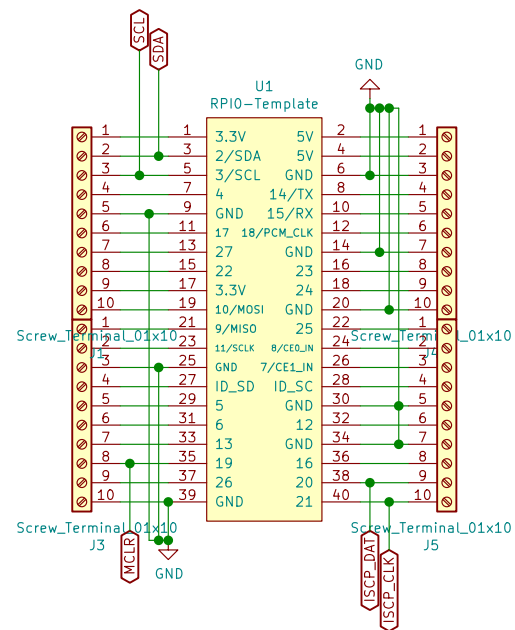 SCL
SDA
GND
U1
RPI0-Template
1 1 3.3V 5V 2 1
2 3 2/SDA 5V 4 2
3 5 3/SCL GND 6 3
4 7 4 14/TX 8 4
5 9 GND 15/RX 10 5
6 11 17 18/PCM_CLK 12 6
7 13 27 GND 14 7
8 15 22 23 16 8
9 17 3.3V 24 18 9
10 19 10/MOSI GND 20 10
1 21 9/MISO 25 22 1
Screw_Terminal_01x10 Screw_Terminal_01x10
2 23 11/SCLK 8/CE0_IN 24 2
J1 J4
3 25 GND 7/CE1_IN 26 3
4 27 ID_SD ID_SC 28 4
5 29 5 GND 30 5
6 31 6 12 32 6
7 33 13 GND 34 7
8 35 19 16 36 8
9 37 26 20 38 9
10 39 GND 21 40 10
Screw_Terminal_01x10 Screw_Terminal_01x10
J3 J5
MCLR
GND
ISCP_DAT
ISCP_CLK